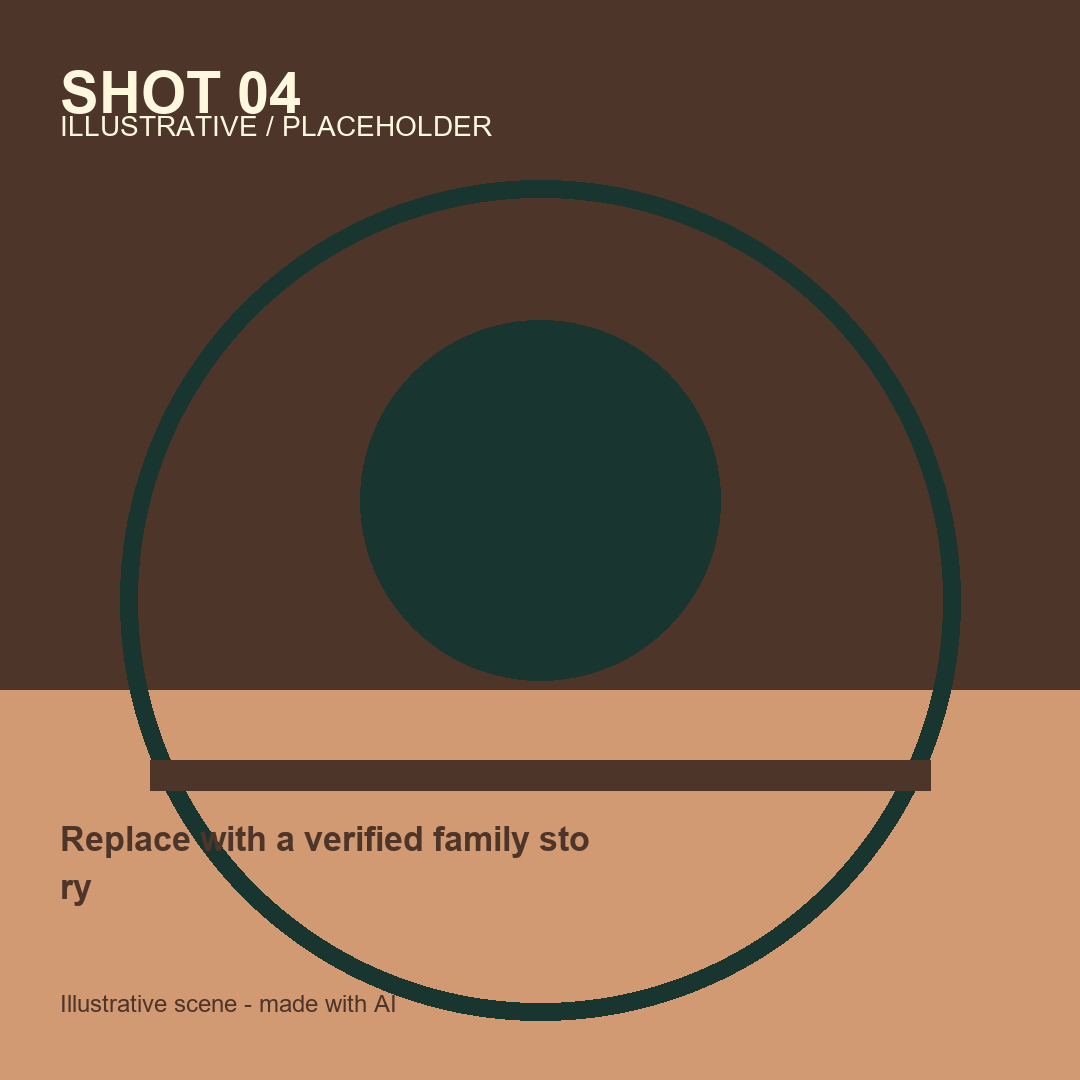 SHOT 04
ILLUSTRATIVE / PLACEHOLDER
Replace with a verified family sto
ry
Illustrative scene - made with AI